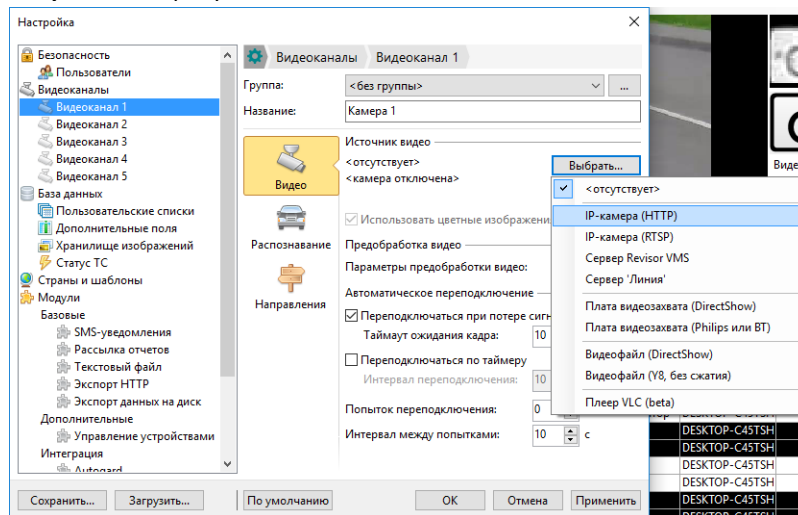 Настройка
Безопасность
Пользователи
Видеоканалы
Видеоканал 1
Видеоканал 2
Видеоканал 3
Видеоканал 4
Видеоканал 5
База данных
Пользовательские списки
Дополнительные поля
Хранилище изображений
Статус ТС
Страны и шаблоны
Модули
Базовые
SMS-уведомления
Рассылка отчетов
Текстовый файл
Экспорт HTTP
Экспорт данных на диск
Дополнительные
Управление устройствами
Интеграция
Autogard
Видеоканалы Видеоканал 1
Группа: <без группы> ...
Название: Камера 1
Видео
Распознавание
Направления
Источник видео
<отсутствует> Выбрать...
<камера отключена>
Использовать цветные изображени
Предобработка видео
Параметры предобработки видео:
Автоматическое переподключение
Переподключаться при потере сигн
Таймаут ожидания кадра: 10
Переподключаться по таймеру
Интервал переподключения: 10
Попыток переподключения: 0
Интервал между попытками: 10 с
<отсутствует>
IP-камера (HTTP)
IP-камера (RTSP)
Сервер Revisor VMS
Сервер 'Линия'
Плата видеозахвата (DirectShow)
Плата видеозахвата (Philips или BT)
Видеофайл (DirectShow)
Видеофайл (Y8, без сжатия)
Плеер VLC (beta)
Сохранить... Загрузить... По умолчанию ОК Отмена Применить
Виде
DESKTOP-C45TSH
DESKTOP-C45TSH
DESKTOP-C45TSH
DESKTOP-C45TSH
DESKTOP-C45TSH